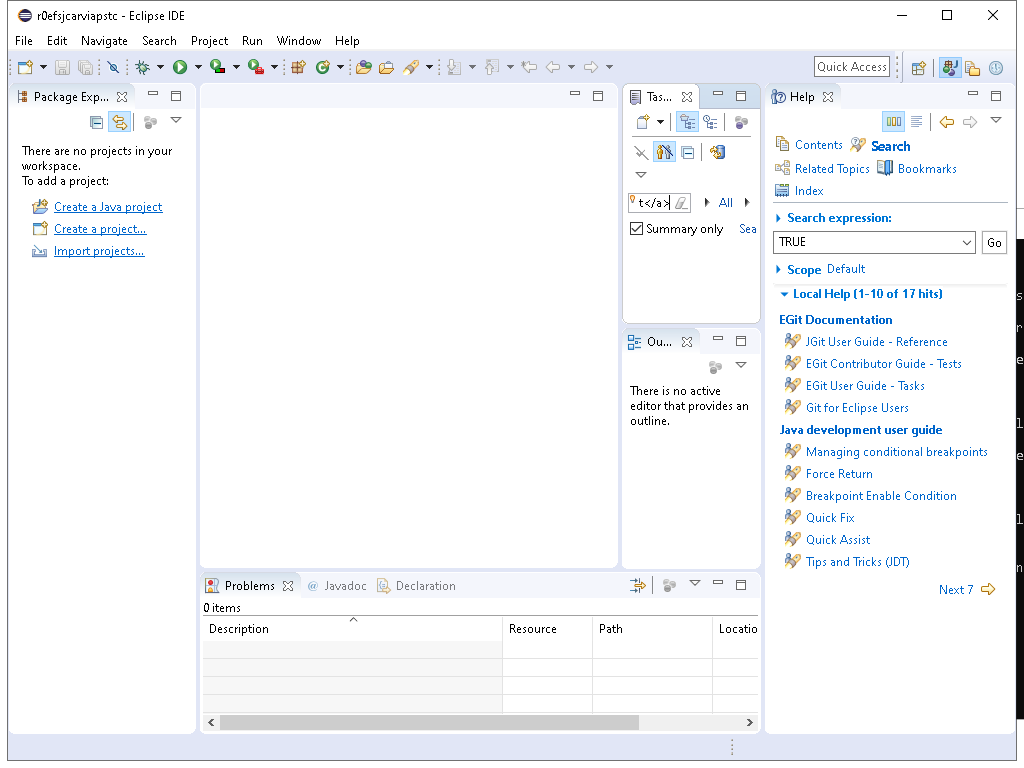 r0efsjcarviapstc - Eclipse IDE
File Edit Navigate Search Project Run Window Help
Quick Access
Package Exp...
There are no projects in your
workspace.
To add a project:
Create a Java project
Create a project...
Import projects...
Tas...
t</a>
All
Summary only Sea
Ou...
There is no active
editor that provides an
outline.
Problems @ Javadoc Declaration
0 items
Description Resource Path Locatio
Help
Contents Search
Related Topics Bookmarks
Index
Search expression:
TRUE Go
Scope Default
Local Help (1-10 of 17 hits)
EGit Documentation
JGit User Guide - Reference
EGit Contributor Guide - Tests
EGit User Guide - Tasks
Git for Eclipse Users
Java development user guide
Managing conditional breakpoints
Force Return
Breakpoint Enable Condition
Quick Fix
Quick Assist
Tips and Tricks (JDT)
Next 7